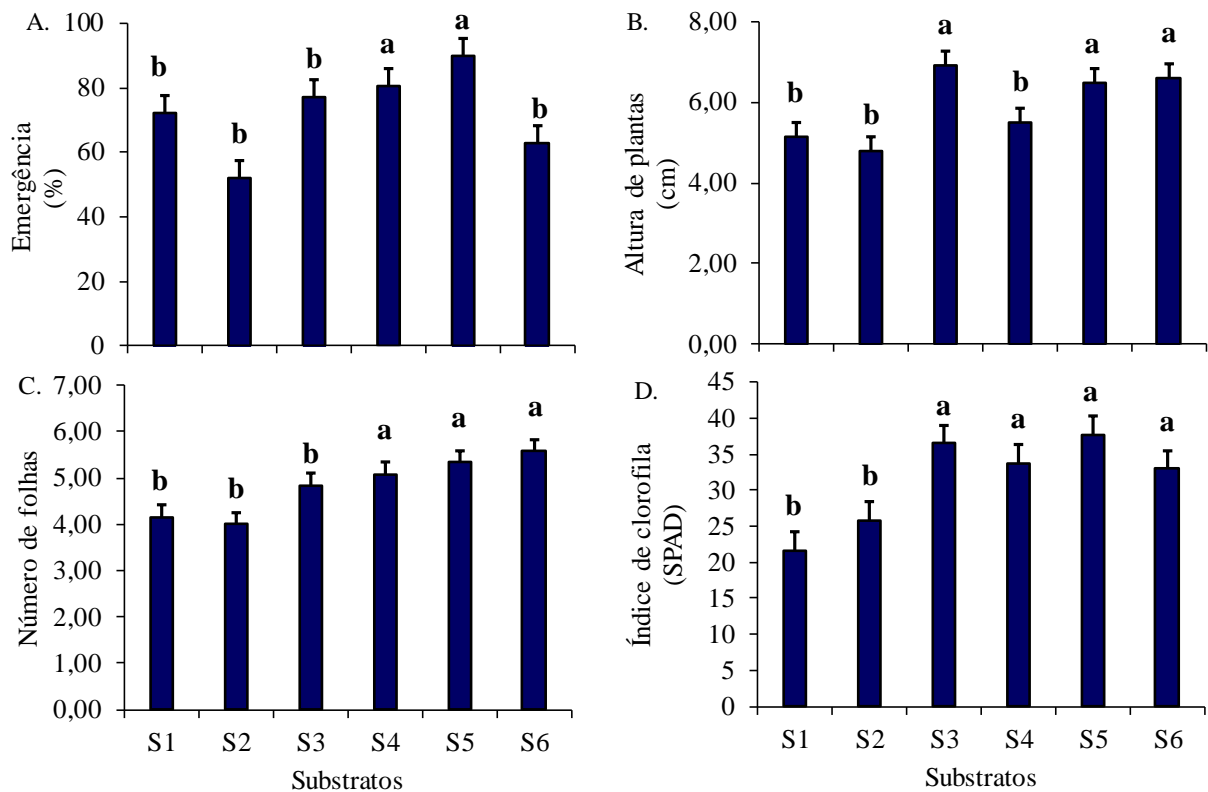 A.
Emergência
(%)
100
80
60
40
20
0
b
b
b
a
a
b
B.
Altura de plantas
(cm)
8,00
6,00
4,00
2,00
0,00
b
b
a
b
a
a
C.
Número de folhas
7,00
6,00
5,00
4,00
3,00
2,00
1,00
0,00
b
b
b
a
a
a
S1 S2 S3 S4 S5 S6
Substratos
D.
Índice de clorofila
(SPAD)
45
40
35
30
25
20
15
10
5
0
b
b
a
a
a
a
S1 S2 S3 S4 S5 S6
Substratos